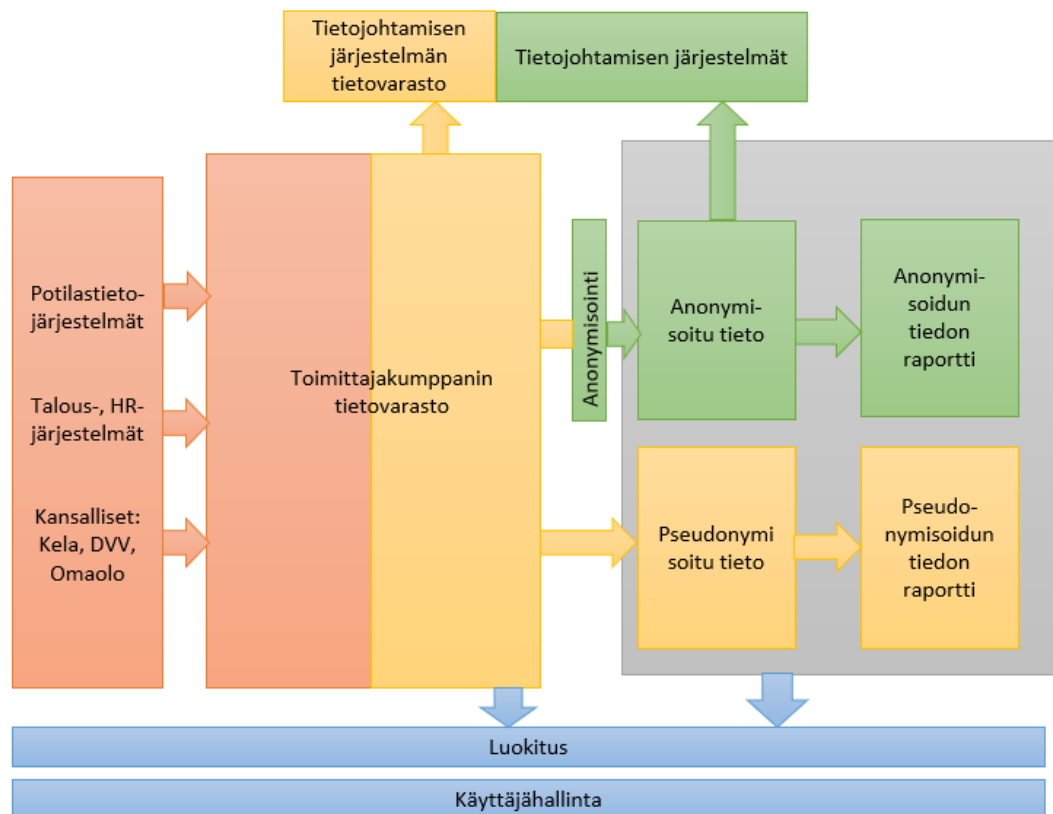 Tietojohtamisen
järjestelmän
tietovarasto
Tietojohtamisen järjestelmät
Potilastieto-
järjestelmät
Talous-, HR-
järjestelmät
Kansalliset:
Kela, DVV,
Omaolo
Toimittajakumppanin
tietovarasto
Anonymisointi
Anonymi-
soitu tieto
Anonymi-
soidun
tiedon
raportti
Pseudonymi
soitu tieto
Pseudo-
nymisoidun
tiedon
raportti
Luokitus
Käyttäjähallinta